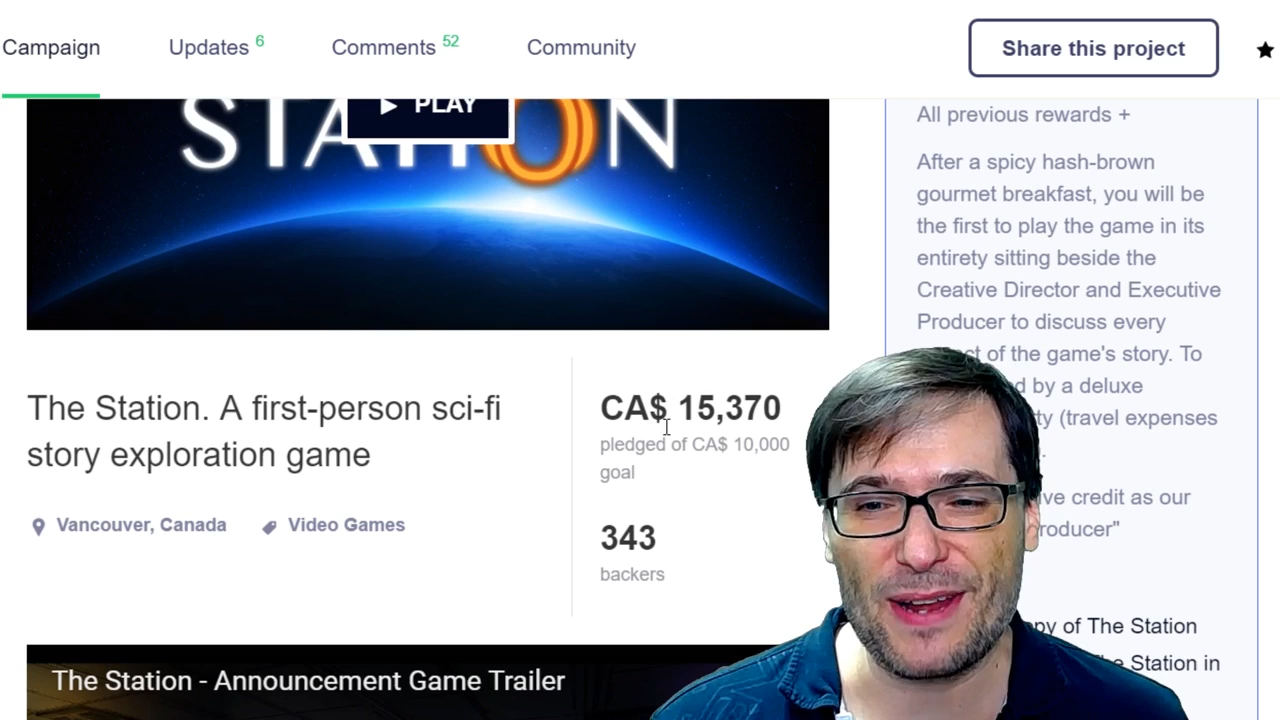 Campaign
Updates 6
Comments 52
Community
Share this project
STATION
PLAY
The Station. A first-person sci-fi
story exploration game
Vancouver, Canada
Video Games
CA$ 15,370
pledged of CA$ 10,000
goal
343
backers
The Station - Announcement Game Trailer
All previous rewards +
After a spicy hash-brown
gourmet breakfast, you will be
the first to play the game in its
entirety sitting beside the
Creative Director and Executive
Producer to discuss every
of the game's story. To
by a deluxe
(travel expenses
credit as our
of The Station
Station in